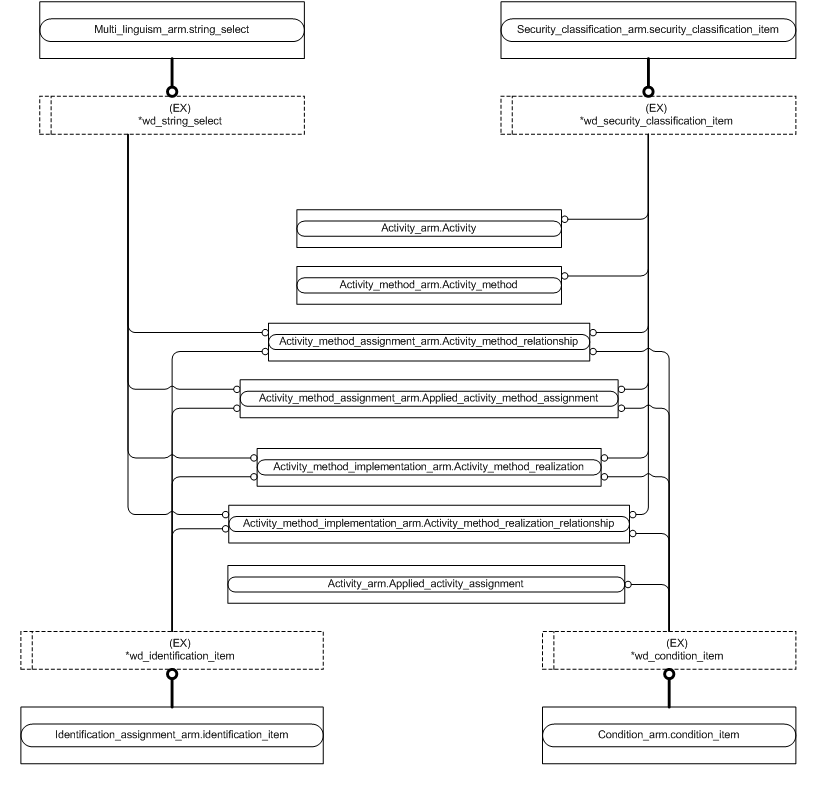 Multi_linguism_arm.string_select
Security_classification_arm.security_classification_item
(EX)
*wd_string_select
(EX)
*wd_security_classification_item
Activity_arm.Activity
Activity_method_arm.Activity_method
Activity_method_assignment_arm.Activity_method_relationship
Activity_method_assignment_arm.Applied_activity_method_assignment
Activity_method_implementation_arm.Activity_method_realization
Activity_method_implementation_arm.Activity_method_realization_relationship
Activity_arm.Applied_activity_assignment
(EX)
*wd_identification_item
(EX)
*wd_condition_item
Identification_assignment_arm.identification_item
Condition_arm.condition_item